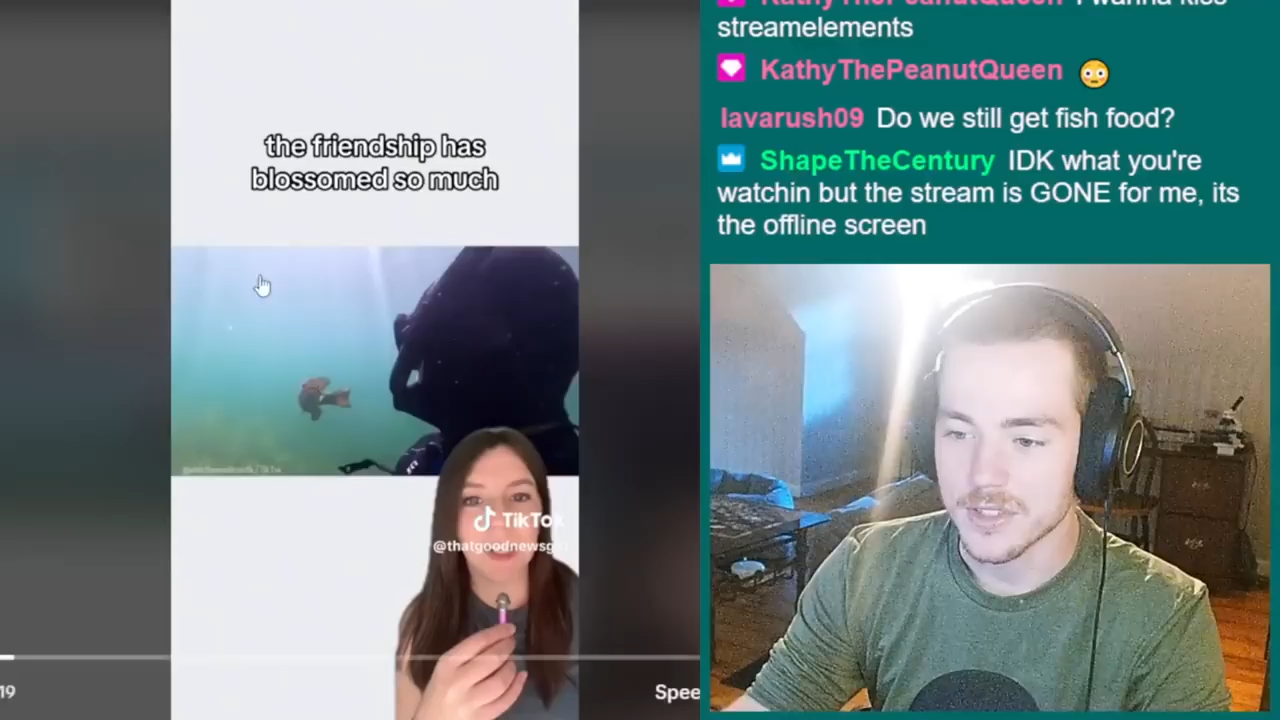 the friendship has
blossomed so much
TikTok
@thatgoodnewsg
19
Spee
streamelements
KathyThePeanutQueen
lavarush09 Do we still get fish food?
ShapeTheCentury IDK what you're
watchin but the stream is GONE for me, its
the offline screen